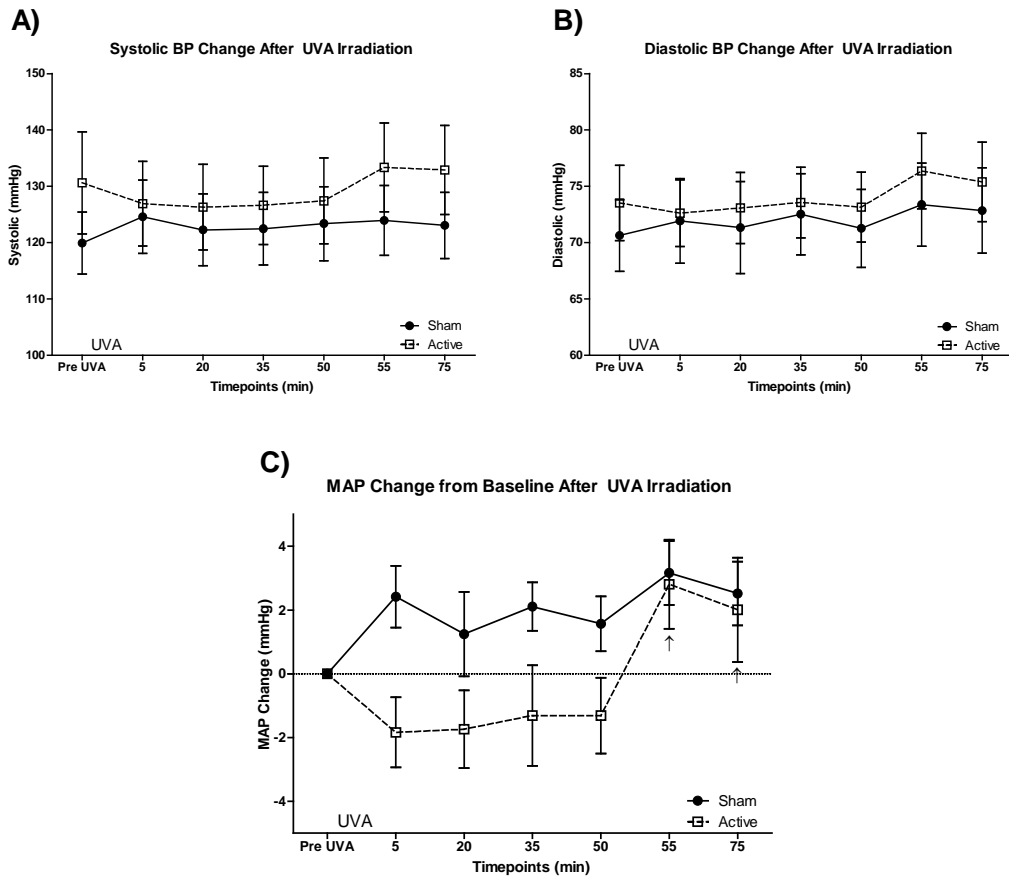 A)
Systolic BP Change After UVA Irradiation
150
140
130
120
110
100
Systolic (mmHg)
UVA
Sham
Active
Pre UVA 5 20 35 50 55 75
Timepoints (min)
B)
Diastolic BP Change After UVA Irradiation
85
80
75
70
65
60
Diastolic (mmHg)
UVA
Sham
Active
Pre UVA 5 20 35 50 55 75
Timepoints (min)
C)
MAP Change from Baseline After UVA Irradiation
4
2
0
-2
-4
MAP Change (mmHg)
↑ ↑
UVA
Sham
Active
Pre UVA 5 20 35 50 55 75
Timepoints (min)